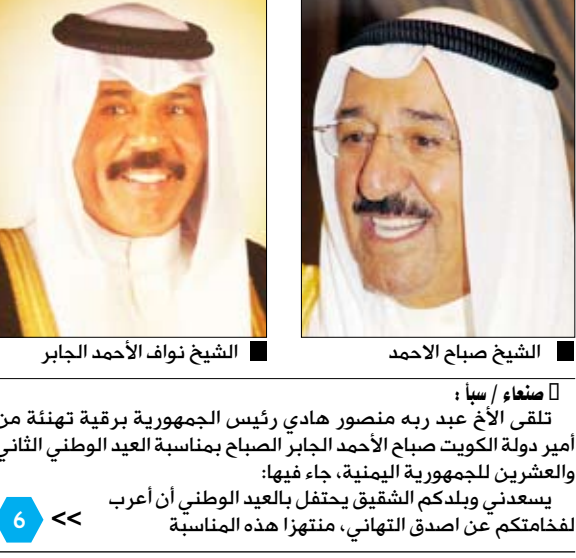 ■ الشيخ صباح الاحمد
■ الشيخ نواف الأحمد الجابر
صنعاء / سبأ :
تلقى الأخ عبد ربه منصور هادي رئيس الجمهورية برقية تهنئة من
أمير دولة الكويت صباح الأحمد الجابر الصباح بمناسبة العيد الوطني الثاني
والعشرين للجمهورية اليمنية، جاء فيها:
يسعدني وبلدكم الشقيق يحتفل بالعيد الوطني أن أعرب
لفخامتكم عن اصدق التهاني، منتهزا هذه المناسبة
>> 6